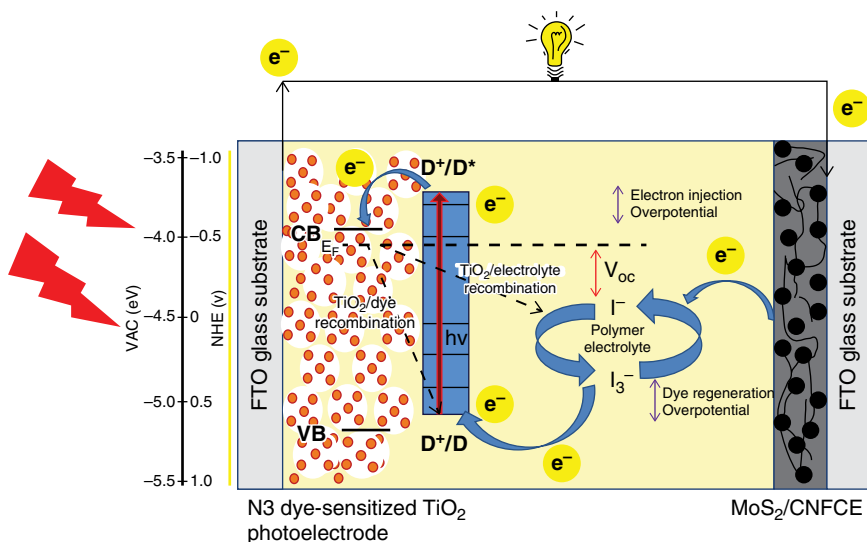 e⁻
e⁻
−3.5
−1.0
−4.0
−0.5
−4.5
0
−5.0
0.5
−5.5
1.0
VAC (eV)
NHE (v)
FTO glass substrate
e⁻
D⁺/D*
e⁻
CB
E_F
TiO₂/dye
recombination
TiO₂/electrolyte
recombination
hv
VB
D⁺/D
e⁻
e⁻
Electron injection
Overpotential
V_oc
e⁻
I⁻
Polymer
electrolyte
I₃⁻
Dye regeneration
Overpotential
FTO glass substrate
N3 dye-sensitized TiO₂
photoelectrode
MoS₂/CNFCE